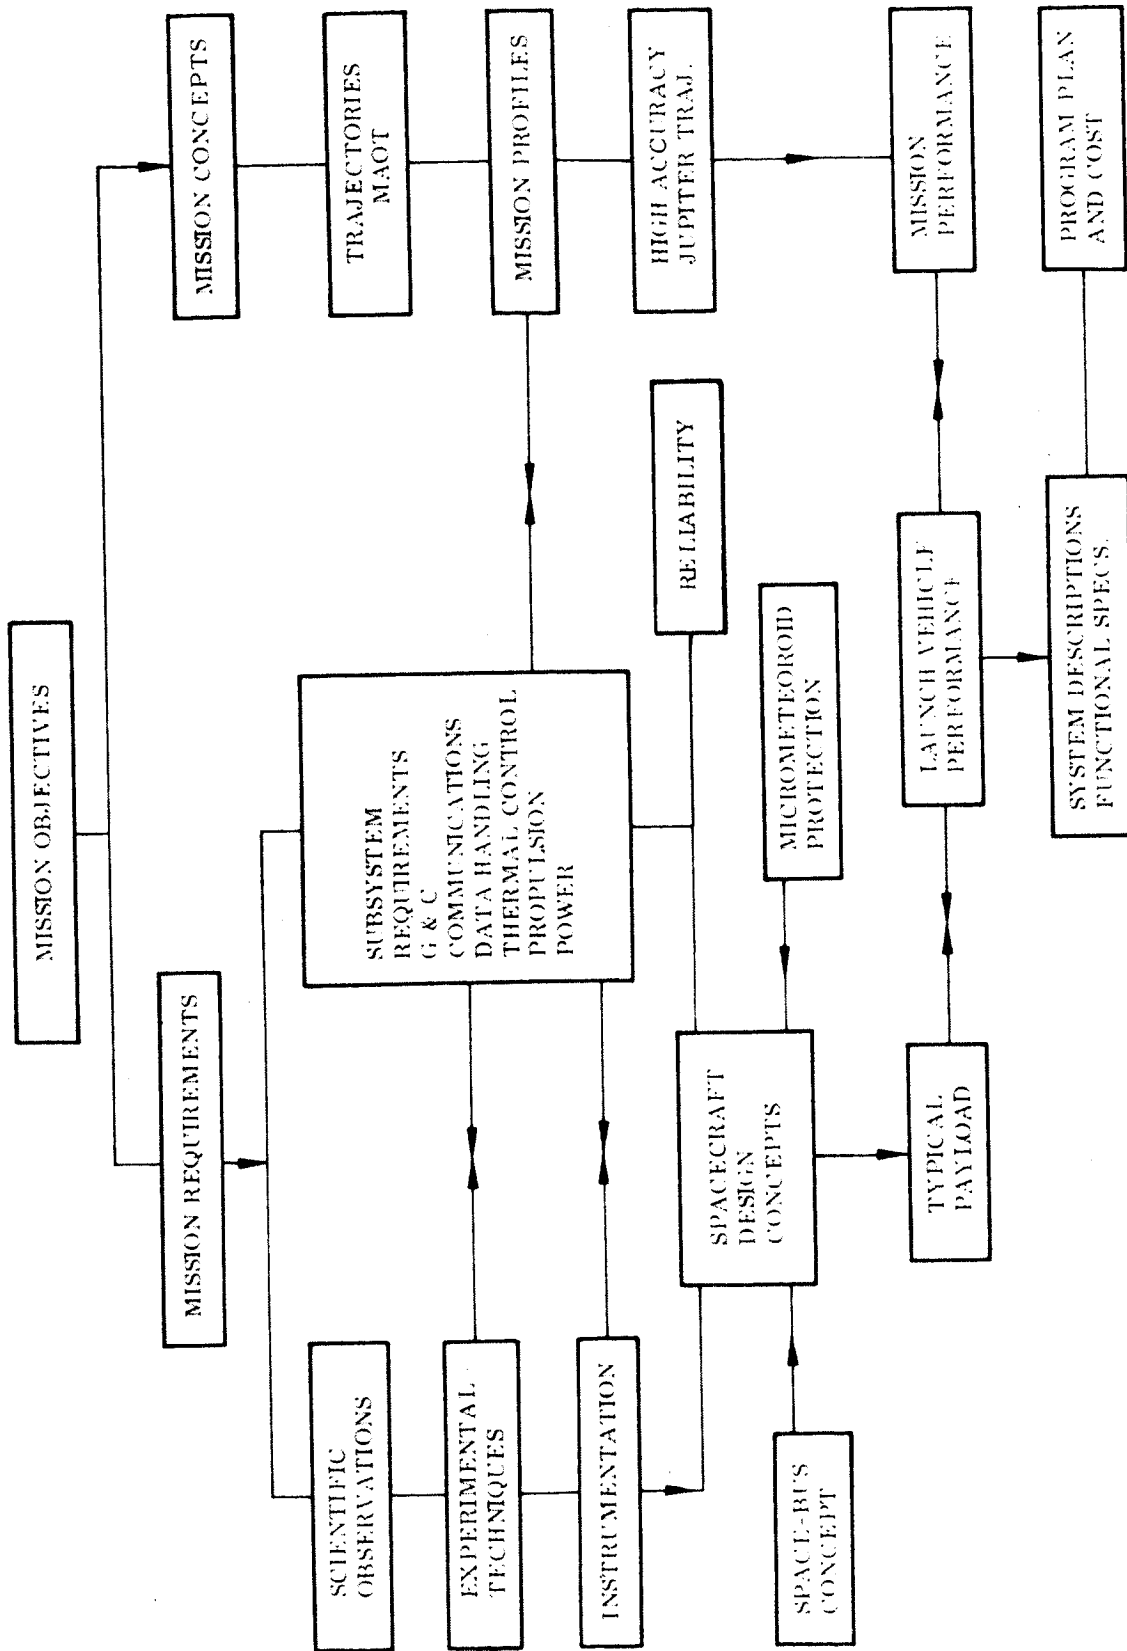 MISSION OBJECTIVES
MISSION REQUIREMENTS
MISSION CONCEPTS
SCIENTIFIC
OBSERVATIONS
SUBSYSTEM
REQUIREMENTS
G & C
COMMUNICATIONS
DATA HANDLING
THERMAL CONTROL
PROPULSION
POWER
TRAJECTORIES
MAOT
EXPERIMENTAL
TECHNIQUES
MISSION PROFILES
INSTRUMENTATION
HIGH ACCURACY
JUPITER TRAJ.
RELIABILITY
SPACECRAFT
DESIGN
CONCEPTS
MICROMETEOROID
PROTECTION
SPACE-BUS
CONCEPT
TYPICAL
PAYLOAD
LAUNCH VEHICLE
PERFORMANCE
MISSION
PERFORMANCE
SYSTEM DESCRIPTIONS
FUNCTIONAL SPECS.
PROGRAM PLAN
AND COST